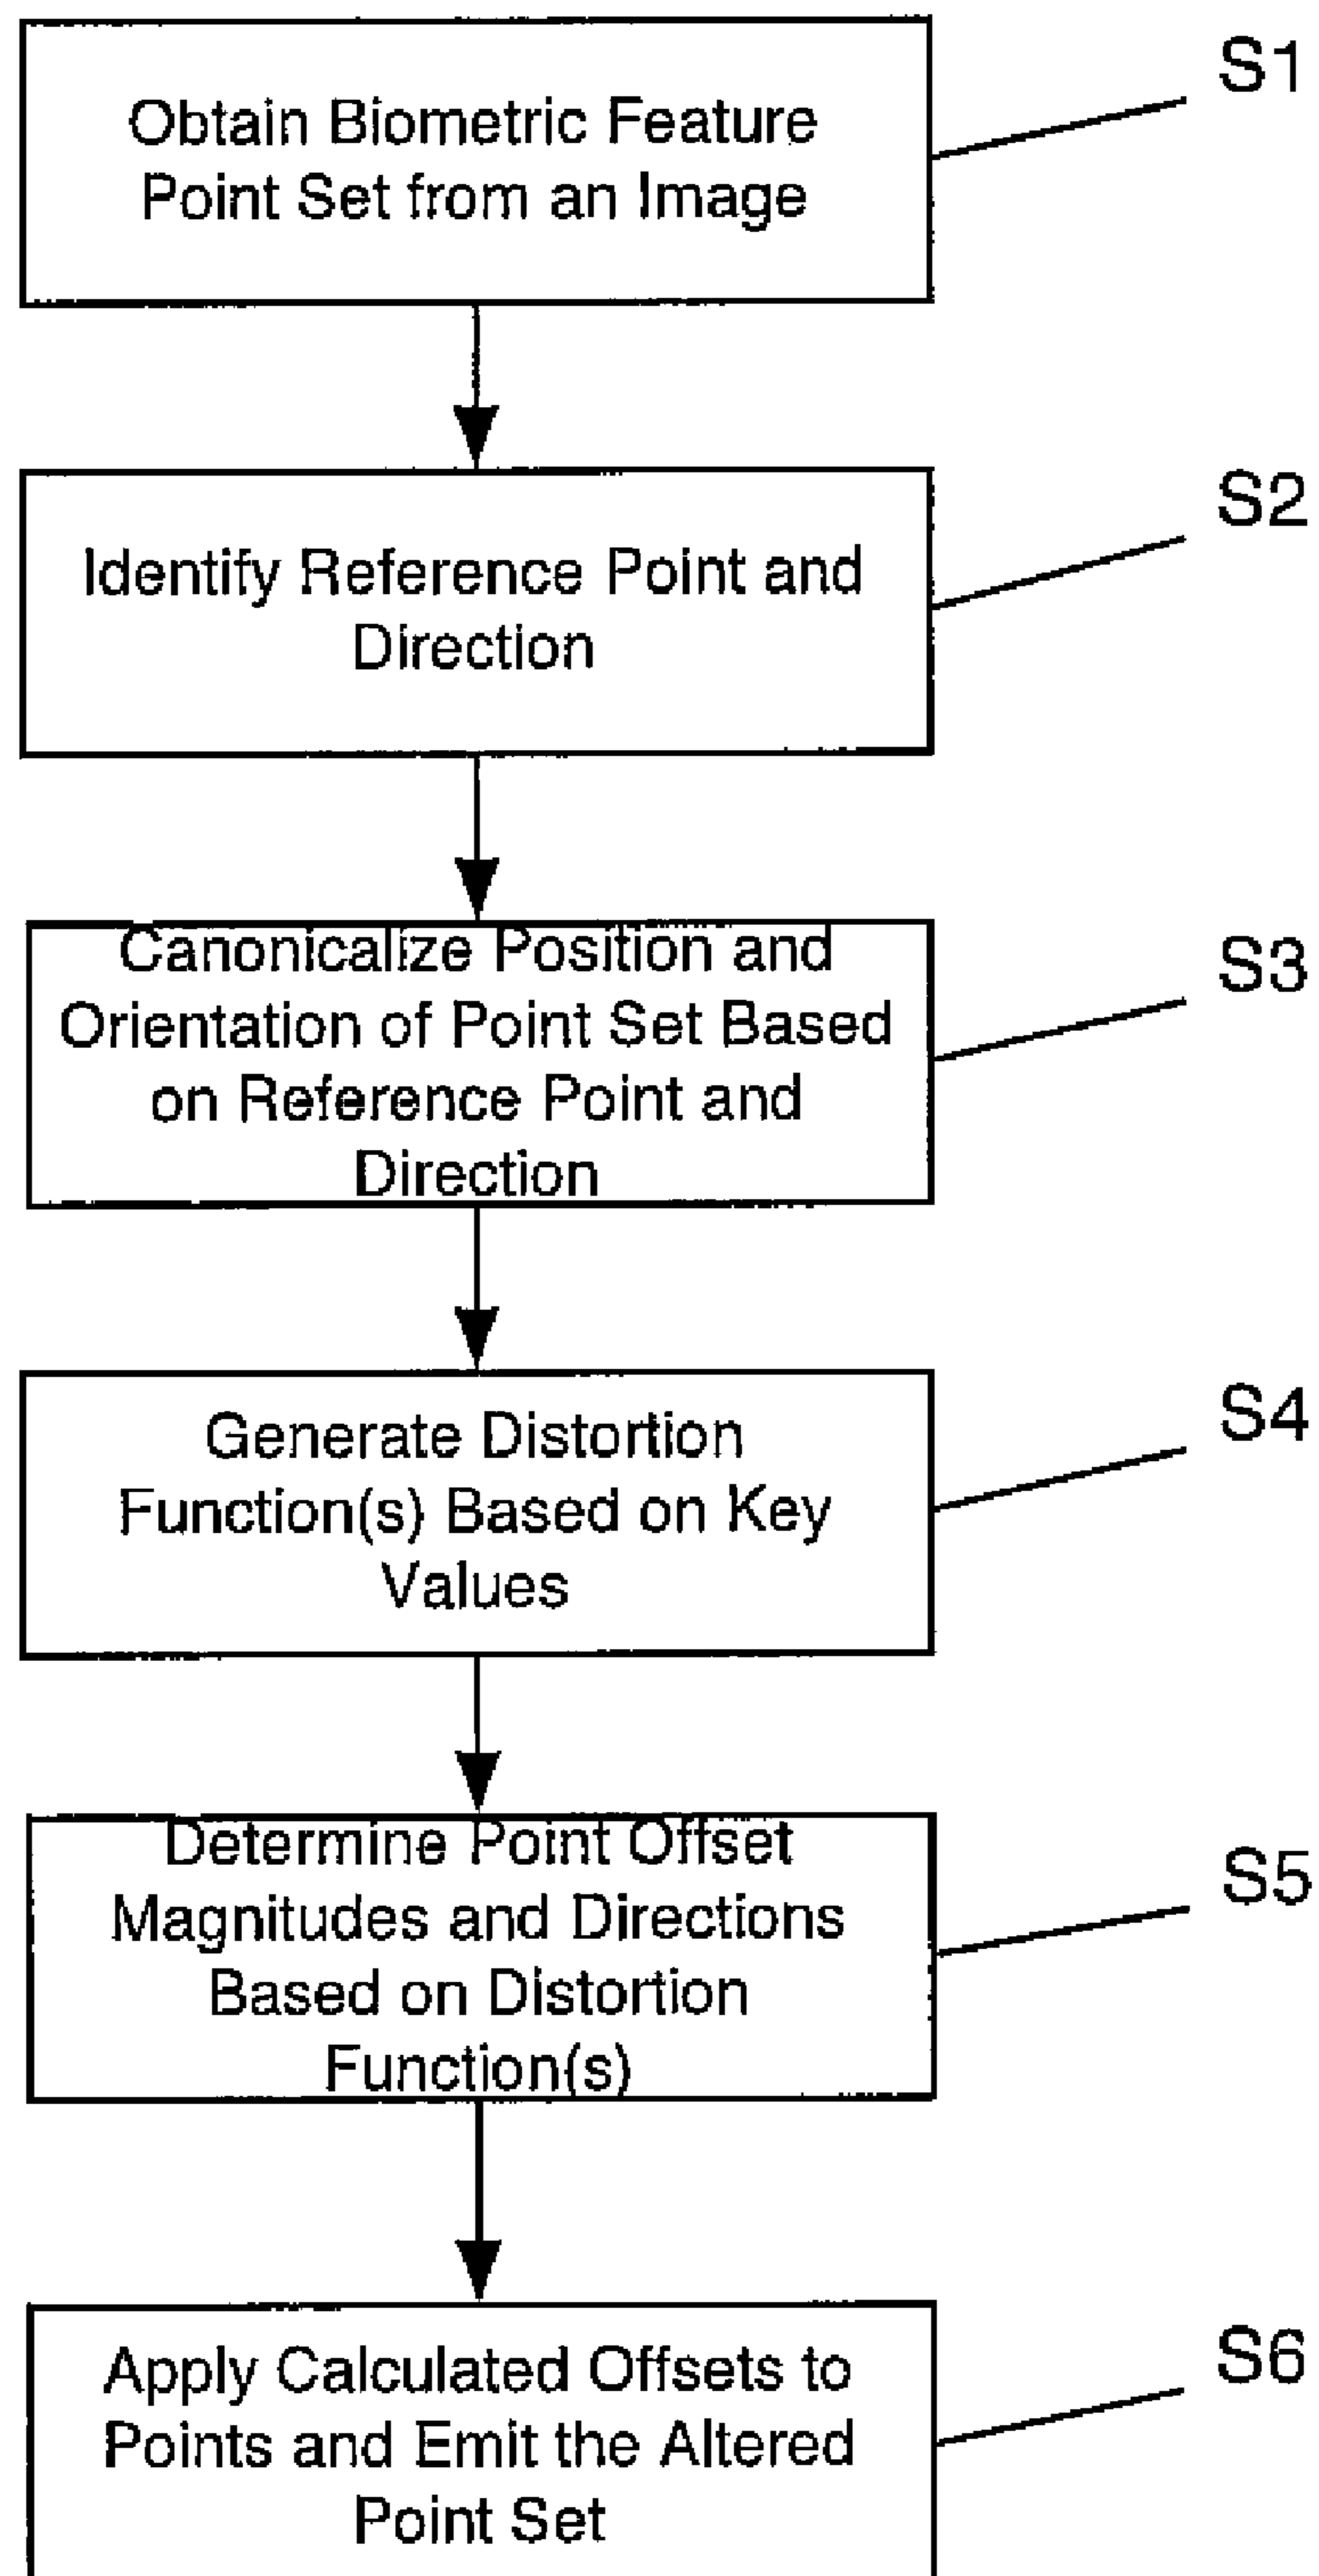 Obtain Biometric Feature
Point Set from an Image
S1
Identify Reference Point and
Direction
S2
Canonicalize Position and
Orientation of Point Set Based
on Reference Point and
Direction
S3
Generate Distortion
Function(s) Based on Key
Values
S4
Determine Point Offset
Magnitudes and Directions
Based on Distortion
Function(s)
S5
Apply Calculated Offsets to
Points and Emit the Altered
Point Set
S6